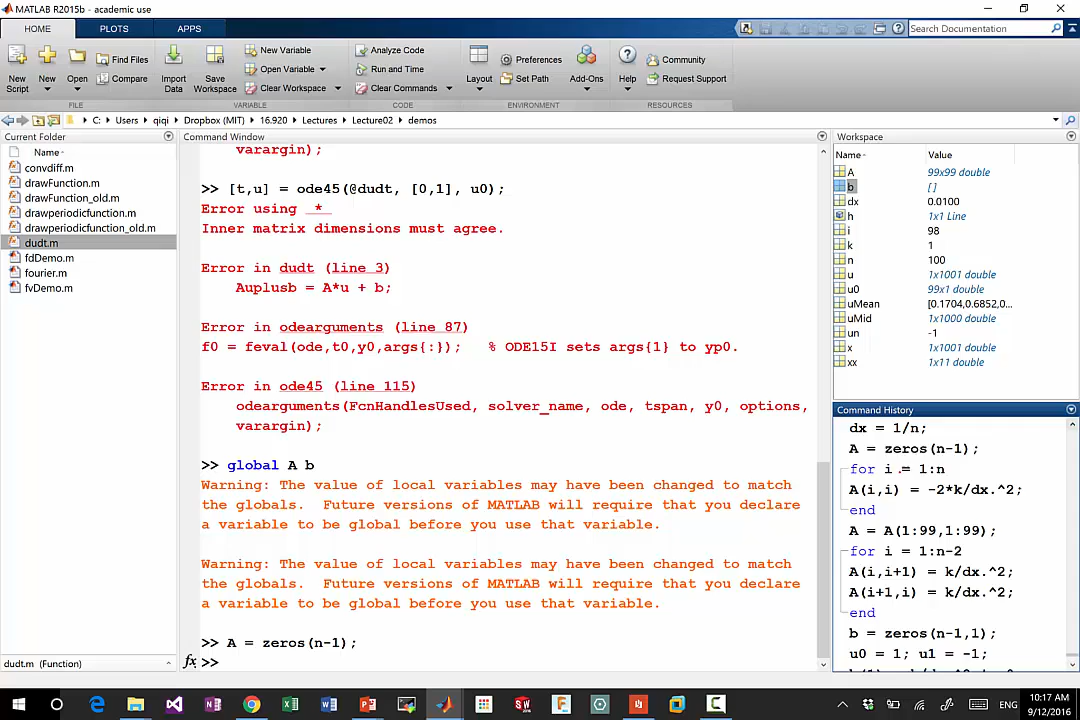 MATLAB R2015b - academic use
HOME
PLOTS
APPS
Search Documentation
New Script
New
Open
Find Files
Compare
Import Data
Save Workspace
New Variable
Open Variable
Clear Workspace
Analyze Code
Run and Time
Clear Commands
Layout
Preferences
Set Path
Add-Ons
Help
Community
Request Support
FILE
VARIABLE
CODE
ENVIRONMENT
RESOURCES
C: Users qiqi Dropbox (MIT) 16.920 Lectures Lecture02 demos
Current Folder
Name
convdiff.m
drawFunction.m
drawFunction_old.m
drawperiodicfunction.m
drawperiodicfunction_old.m
dudt.m
fdDemo.m
fourier.m
fvDemo.m
dudt.m (Function)
Command Window
varargin);
>> [t,u] = ode45(@dudt, [0,1], u0);
Error using *
Inner matrix dimensions must agree.
Error in dudt (line 3)
Auplusb = A*u + b;
Error in odearguments (line 87)
f0 = feval(ode,t0,y0,args{:}); % ODE15I sets args{1} to yp0.
Error in ode45 (line 115)
odearguments(FcnHandlesUsed, solver_name, ode, tspan, y0, options,
varargin);
>> global A b
Warning: The value of local variables may have been changed to match
the globals. Future versions of MATLAB will require that you declare
a variable to be global before you use that variable.
Warning: The value of local variables may have been changed to match
the globals. Future versions of MATLAB will require that you declare
a variable to be global before you use that variable.
>> A = zeros(n-1);
fx >>
Workspace
Name Value
A 99x99 double
b []
dx 0.0100
h 1x1 Line
i 98
k 1
n 100
u 1x1001 double
u0 99x1 double
uMean [0.1704,0.6852,0...
uMid 1x1000 double
un -1
x 1x1001 double
xx 1x11 double
Command History
dx = 1/n;
A = zeros(n-1);
for i = 1:n
A(i,i) = -2*k/dx.^2;
end
A = A(1:99,1:99);
for i = 1:n-2
A(i,i+1) = k/dx.^2;
A(i+1,i) = k/dx.^2;
end
b = zeros(n-1,1);
u0 = 1; u1 = -1;
ENG
10:17 AM
9/12/2016